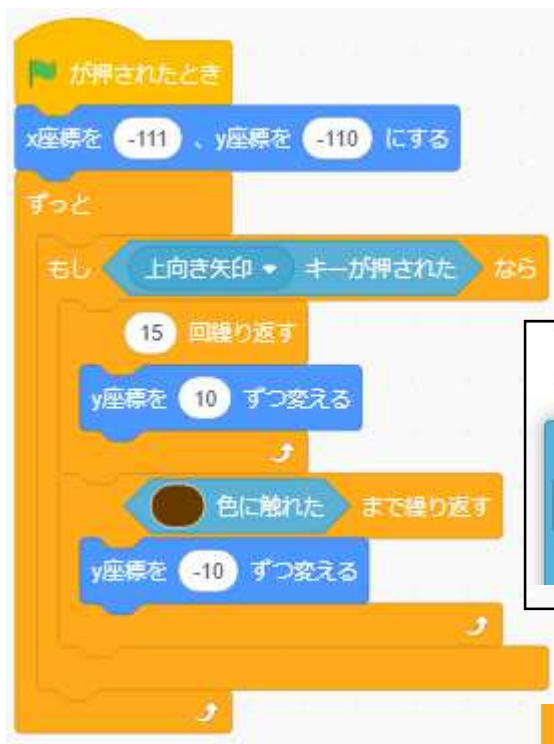 が押されたとき
x座標を -111 、y座標を -110 にする
ずっと
もし 上向き矢印 キーが押された なら
15 回繰り返す
y座標を 10 ずつ変える
色に触れた まで繰り返す
y座標を -10 ずつ変える